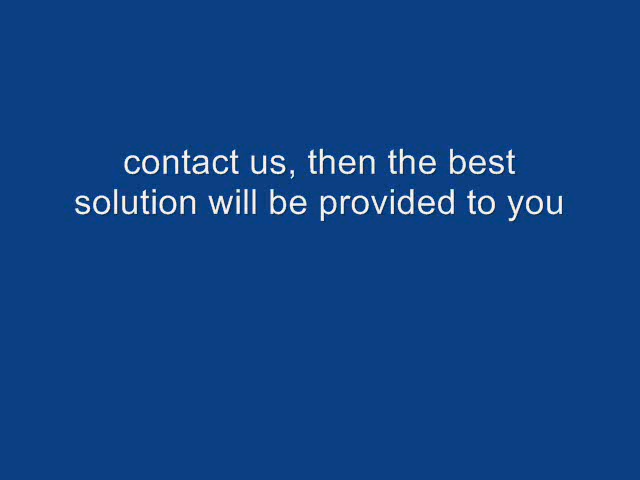 contact us, then the best
solution will be provided to you